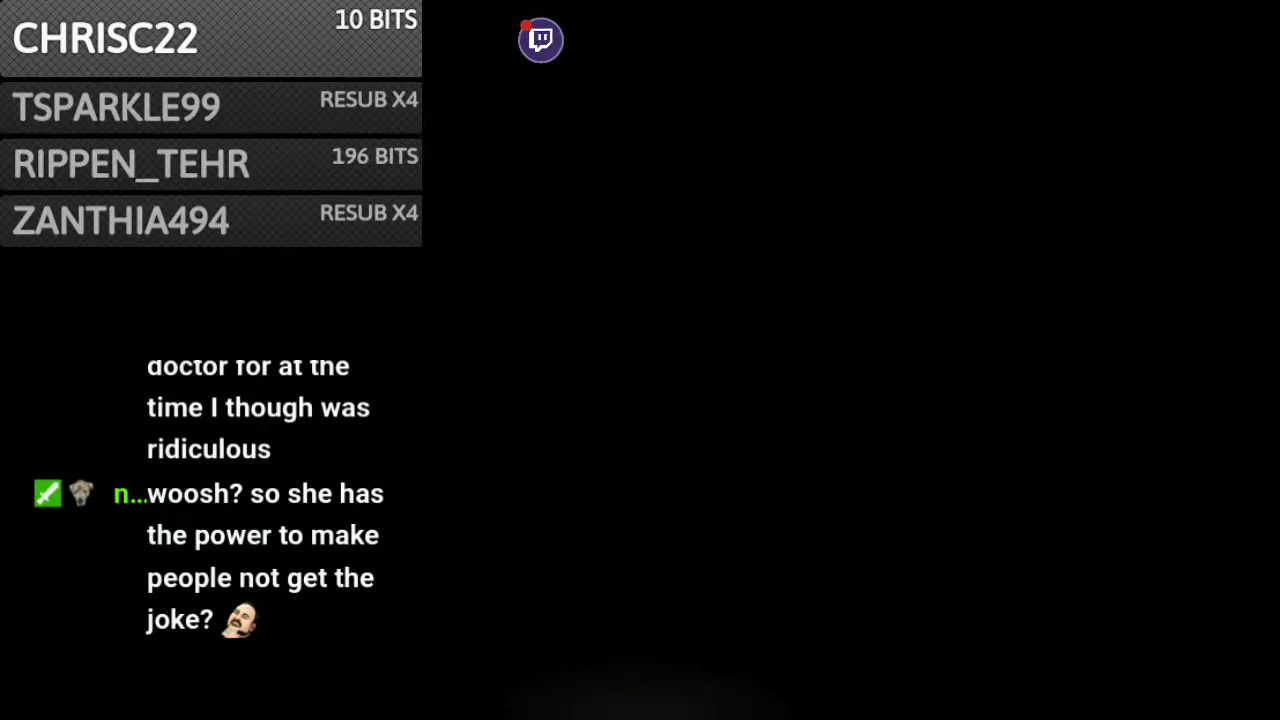 CHRISC22 10 BITS
TSPARKLE99 RESUB X4
RIPPEN_TEHR 196 BITS
ZANTHIA494 RESUB X4
doctor for at the
time I though was
ridiculous
n...woosh? so she has
the power to make
people not get the
joke?